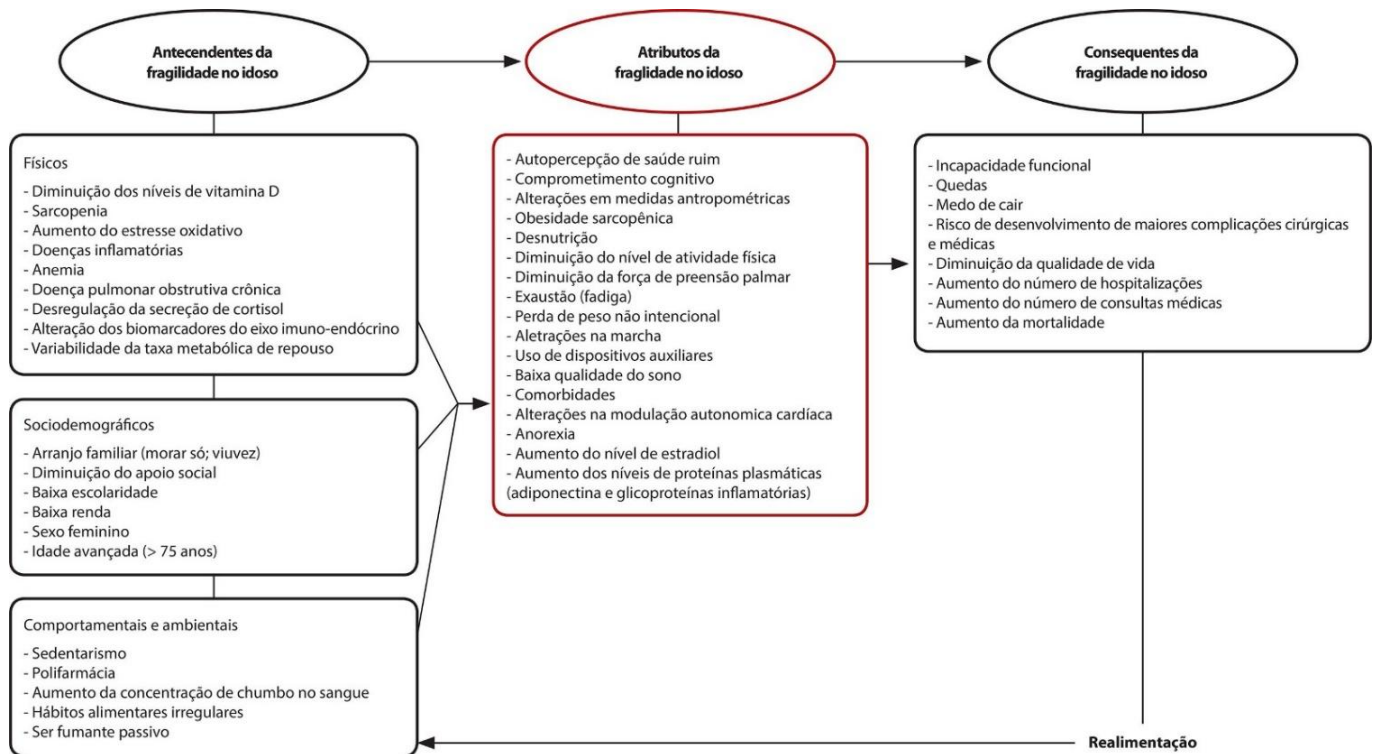 Antecendentes da
fragilidade no idoso
Atributos da
fraglidade no idoso
Consequentes da
fragilidade no idoso
Físicos
- Diminuição dos níveis de vitamina D
- Sarcopenia
- Aumento do estresse oxidativo
- Doenças inflamatórias
- Anemia
- Doença pulmonar obstrutiva crônica
- Desregulação da secreção de cortisol
- Alteração dos biomarcadores do eixo imuno-endócrino
- Variabilidade da taxa metabólica de repouso
Sociodemográficos
- Arranjo familiar (morar só; viuvez)
- Diminuição do apoio social
- Baixa escolaridade
- Baixa renda
- Sexo feminino
- Idade avançada (> 75 anos)
Comportamentais e ambientais
- Sedentarismo
- Polifarmácia
- Aumento da concentração de chumbo no sangue
- Hábitos alimentares irregulares
- Ser fumante passivo
- Autopercepção de saúde ruim
- Comprometimento cognitivo
- Alterações em medidas antropométricas
- Obesidade sarcopênica
- Desnutrição
- Diminuição do nível de atividade física
- Diminuição da força de preensão palmar
- Exaustão (fadiga)
- Perda de peso não intencional
- Aletrações na marcha
- Uso de dispositivos auxiliares
- Baixa qualidade do sono
- Comorbidades
- Alterações na modulação autonomica cardíaca
- Anorexia
- Aumento do nível de estradiol
- Aumento dos níveis de proteínas plasmáticas
(adiponectina e glicoproteínas inflamatórias)
- Incapacidade funcional
- Quedas
- Medo de cair
- Risco de desenvolvimento de maiores complicações cirúrgicas
e médicas
- Diminuição da qualidade de vida
- Aumento do número de hospitalizações
- Aumento do número de consultas médicas
- Aumento da mortalidade
Realimentação